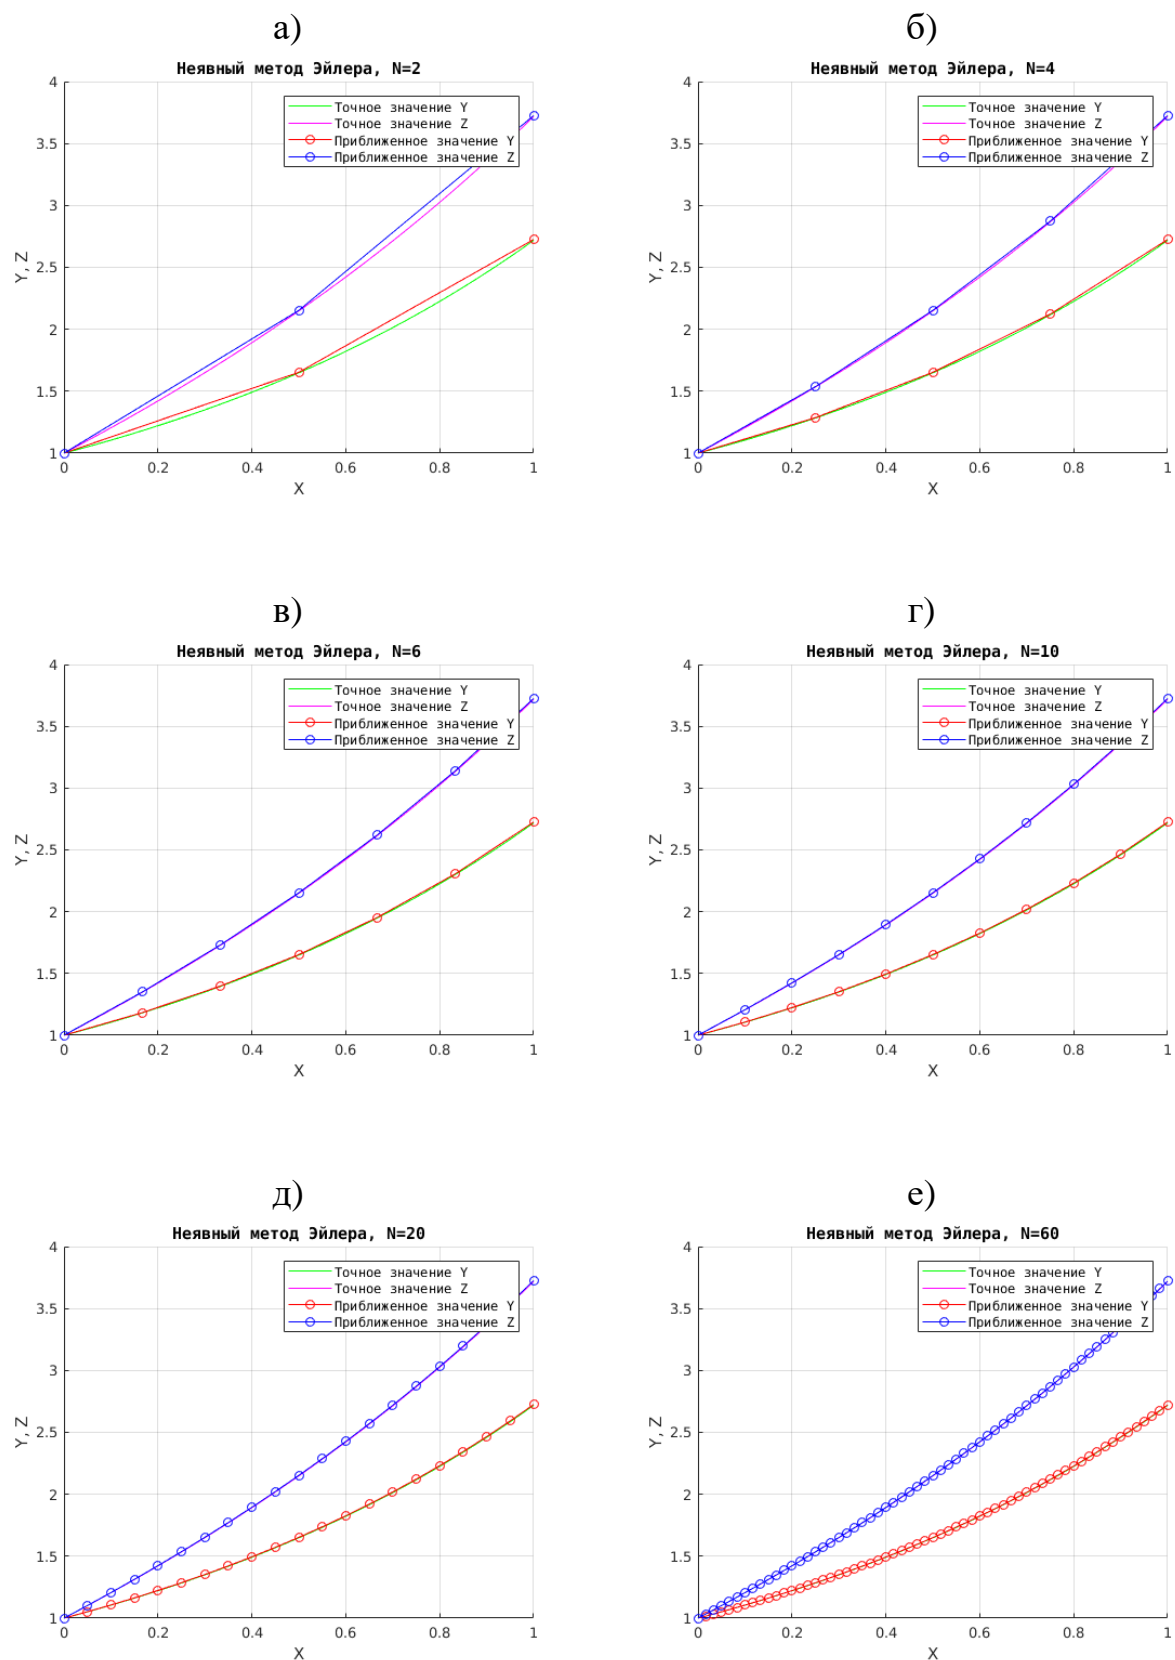 а)
Неявный метод Эйлера, N=2
4
3.5
3
2.5
2
1.5
1
Y, Z
0 0.2 0.4 0.6 0.8 1
X
Точное значение Y
Точное значение Z
Приближенное значение Y
Приближенное значение Z
б)
Неявный метод Эйлера, N=4
4
3.5
3
2.5
2
1.5
1
Y, Z
0 0.2 0.4 0.6 0.8 1
X
Точное значение Y
Точное значение Z
Приближенное значение Y
Приближенное значение Z
в)
Неявный метод Эйлера, N=6
4
3.5
3
2.5
2
1.5
1
Y, Z
0 0.2 0.4 0.6 0.8 1
X
Точное значение Y
Точное значение Z
Приближенное значение Y
Приближенное значение Z
г)
Неявный метод Эйлера, N=10
4
3.5
3
2.5
2
1.5
1
Y, Z
0 0.2 0.4 0.6 0.8 1
X
Точное значение Y
Точное значение Z
Приближенное значение Y
Приближенное значение Z
д)
Неявный метод Эйлера, N=20
4
3.5
3
2.5
2
1.5
1
Y, Z
0 0.2 0.4 0.6 0.8 1
X
Точное значение Y
Точное значение Z
Приближенное значение Y
Приближенное значение Z
е)
Неявный метод Эйлера, N=60
4
3.5
3
2.5
2
1.5
1
Y, Z
0 0.2 0.4 0.6 0.8 1
X
Точное значение Y
Точное значение Z
Приближенное значение Y
Приближенное значение Z